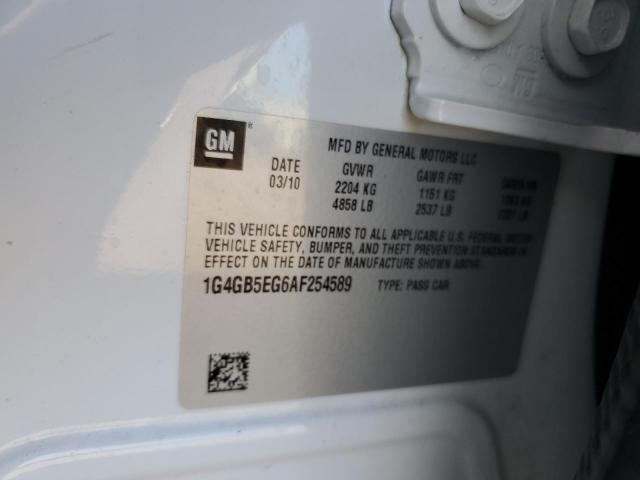 GM
MFD BY GENERAL MOTORS LLC
DATE GVWR GAWR FRT
03/10 2204 KG 1151 KG
4858 LB 2537 LB
THIS VEHICLE CONFORMS TO ALL APPLICABLE U.S. FEDERAL MOTOR
VEHICLE SAFETY, BUMPER, AND THEFT PREVENTION STANDARDS
IN EFFECT ON THE DATE OF MANUFACTURE SHOWN ABOVE.
1G4GB5EG6AF254589 TYPE: PASS CAR